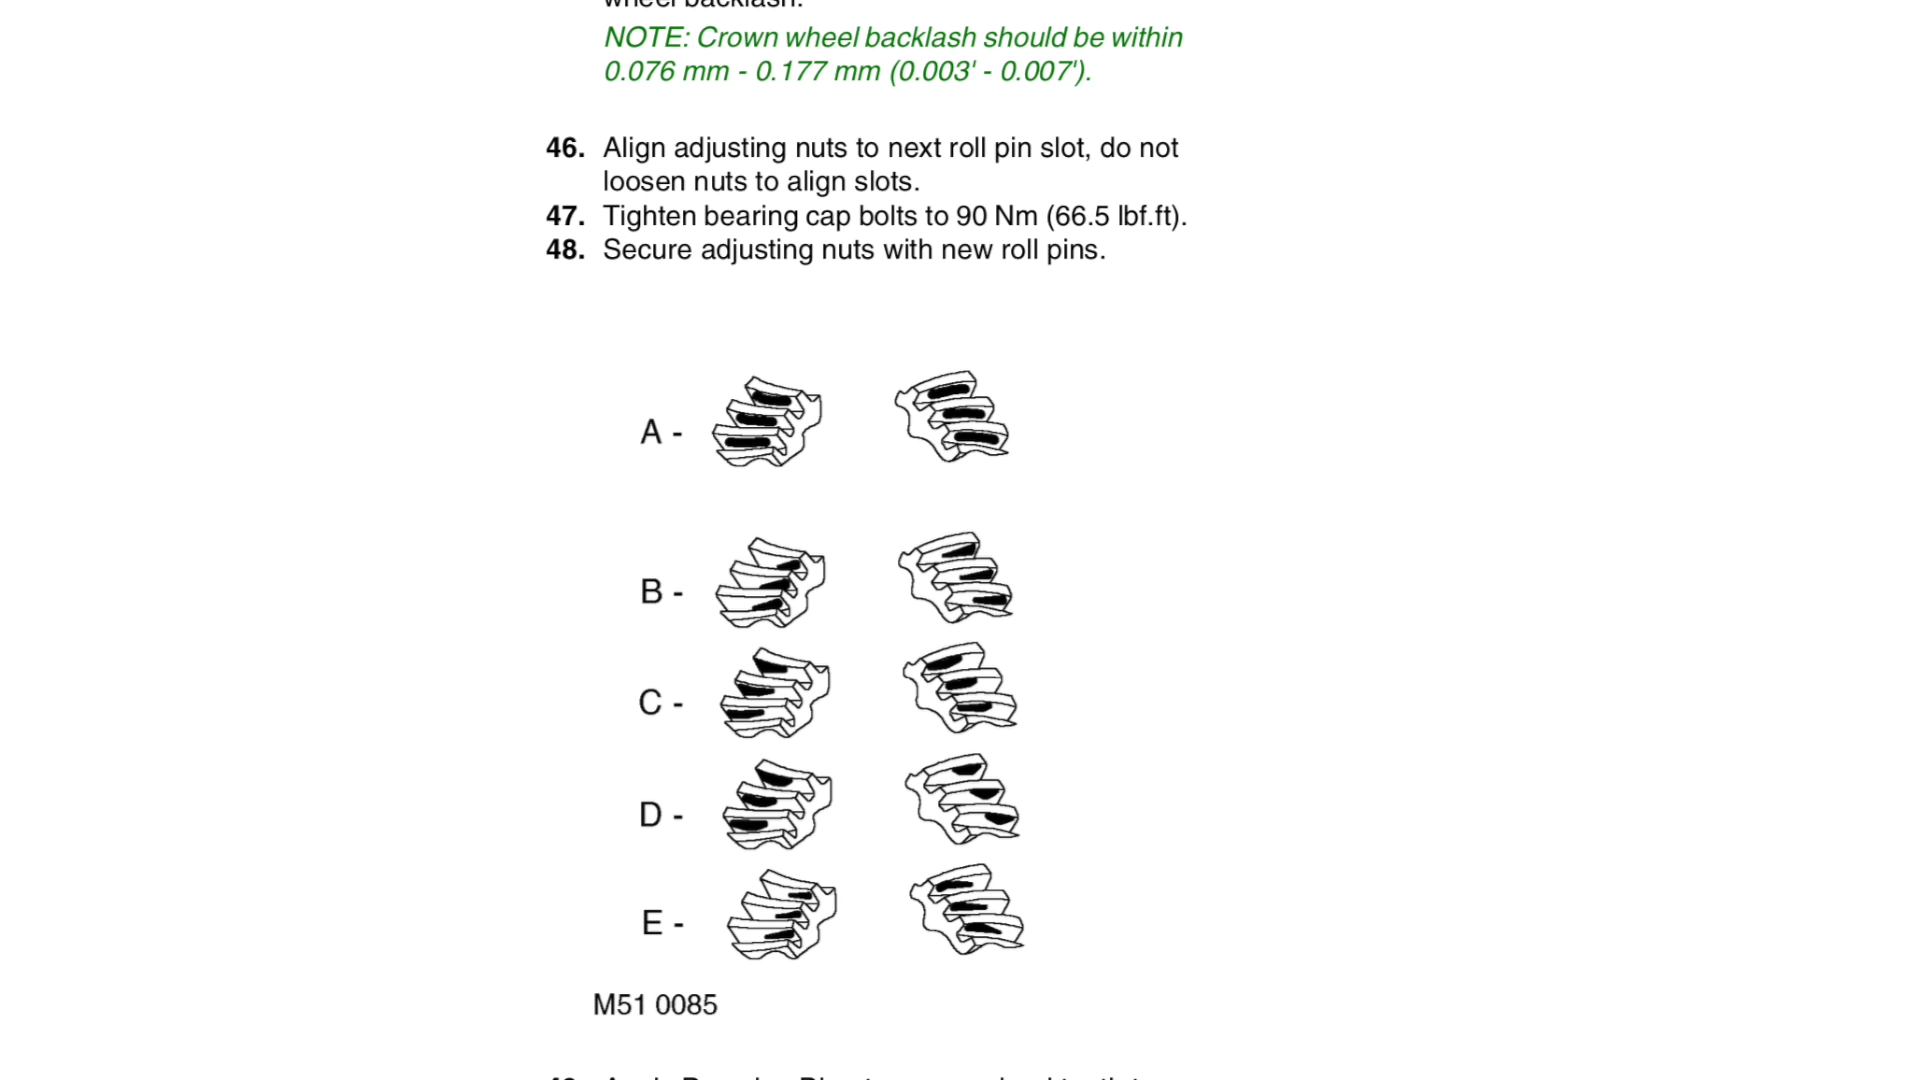 wheel backlash.
NOTE: Crown wheel backlash should be within
0.076 mm - 0.177 mm (0.003' - 0.007').
46. Align adjusting nuts to next roll pin slot, do not
loosen nuts to align slots.
47. Tighten bearing cap bolts to 90 Nm (66.5 lbf.ft).
48. Secure adjusting nuts with new roll pins.
A -
B -
C -
D -
E -
M51 0085